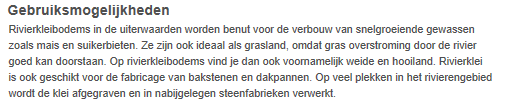 Gebruiksmogelijkheden
Rivierkleibodems in de uiterwaarden worden benut voor de verbouw van snelgroeiende gewassen
zoals mais en suikerbieten. Ze zijn ook ideaal als grasland, omdat gras overstroming door de rivier
goed kan doorstaan. Op rivierkleibodems vind je dan ook voornamelijk weide en hooiland. Rivierklei
is ook geschikt voor de fabricage van bakstenen en dakpannen. Op veel plekken in het rivierengebied
wordt de klei afgegraven en in nabijgelegen steenfabrieken verwerkt.